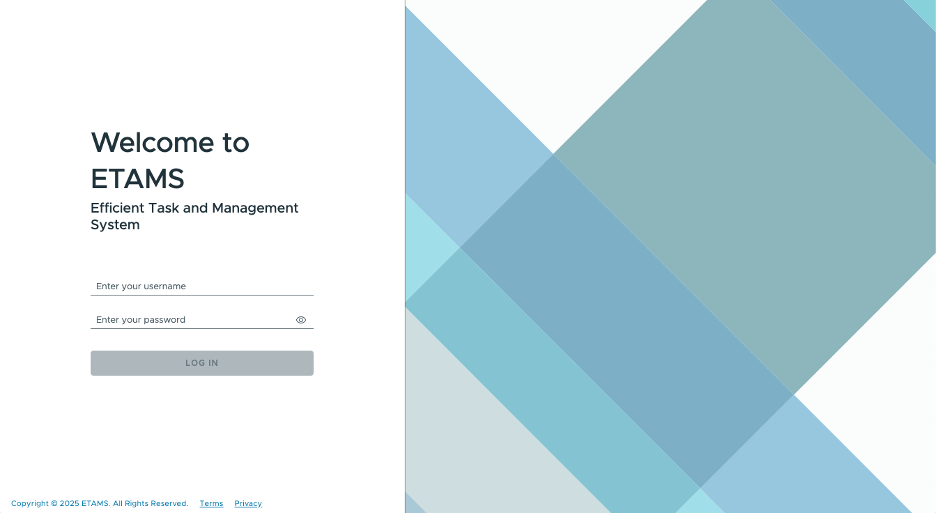 Welcome to
ETAMS
Efficient Task and Management
System
Enter your username
Enter your password
LOG IN
Copyright © 2025 ETAMS. All Rights Reserved. Terms Privacy